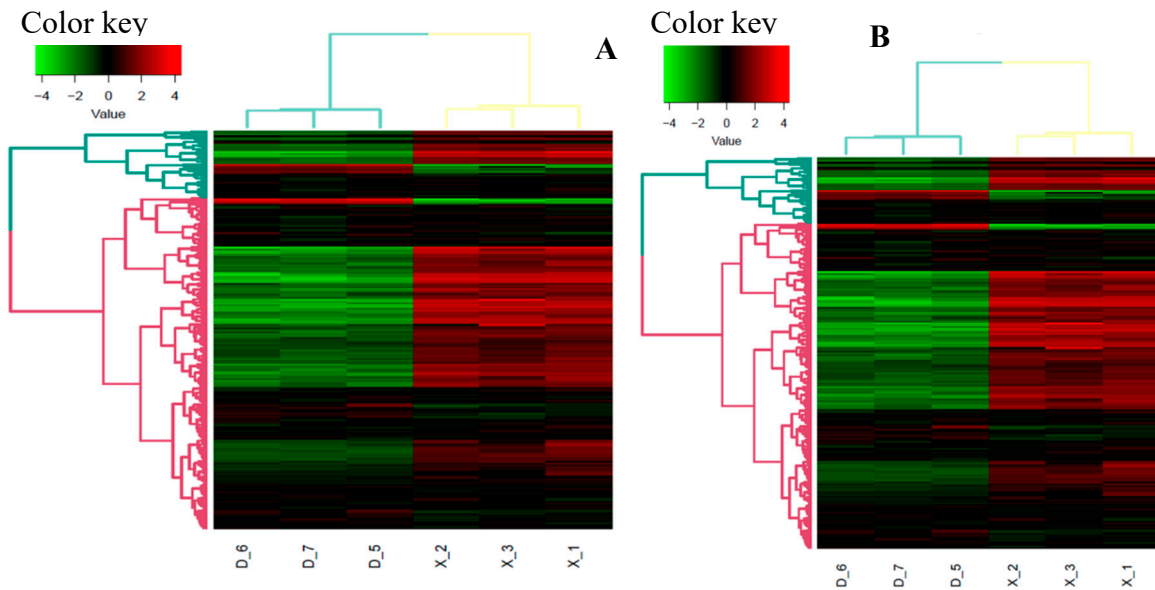 Color key
−4 −2 0 2 4
Value
A
D_6 D_7 D_5 X_2 X_3 X_1
Color key
−4 −2 0 2 4
Value
B
D_6 D_7 D_5 X_2 X_3 X_1